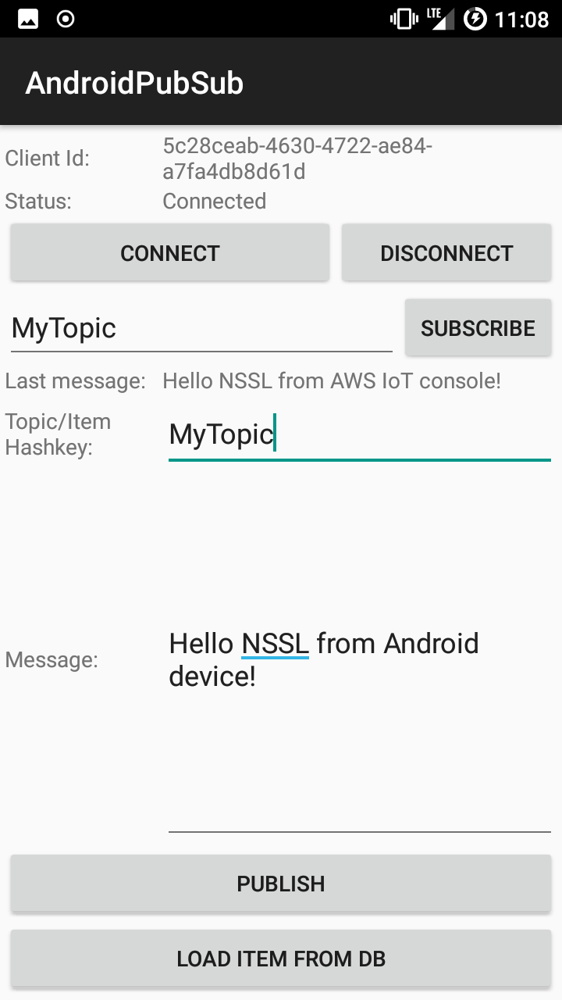 LTE 11:08
AndroidPubSub
Client Id:
5c28ceab-4630-4722-ae84-
a7fa4db8d61d
Status: Connected
CONNECT DISCONNECT
MyTopic SUBSCRIBE
Last message: Hello NSSL from AWS IoT console!
Topic/Item
Hashkey:
MyTopic
Message:
Hello NSSL from Android
device!
PUBLISH
LOAD ITEM FROM DB